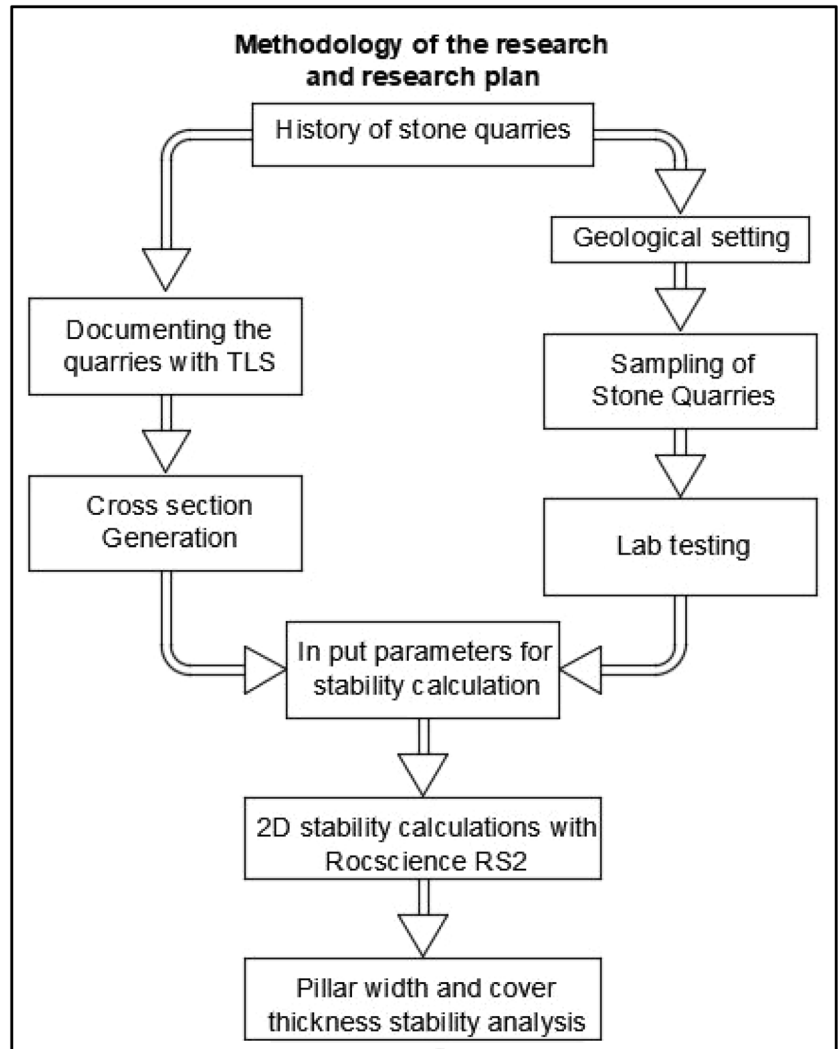 Methodology of the research
and research plan
History of stone quarries
Geological setting
Documenting the
quarries with TLS
Sampling of
Stone Quarries
Cross section
Generation
Lab testing
In put parameters for
stability calculation
2D stability calculations with
Rocscience RS2
Pillar width and cover
thickness stability analysis